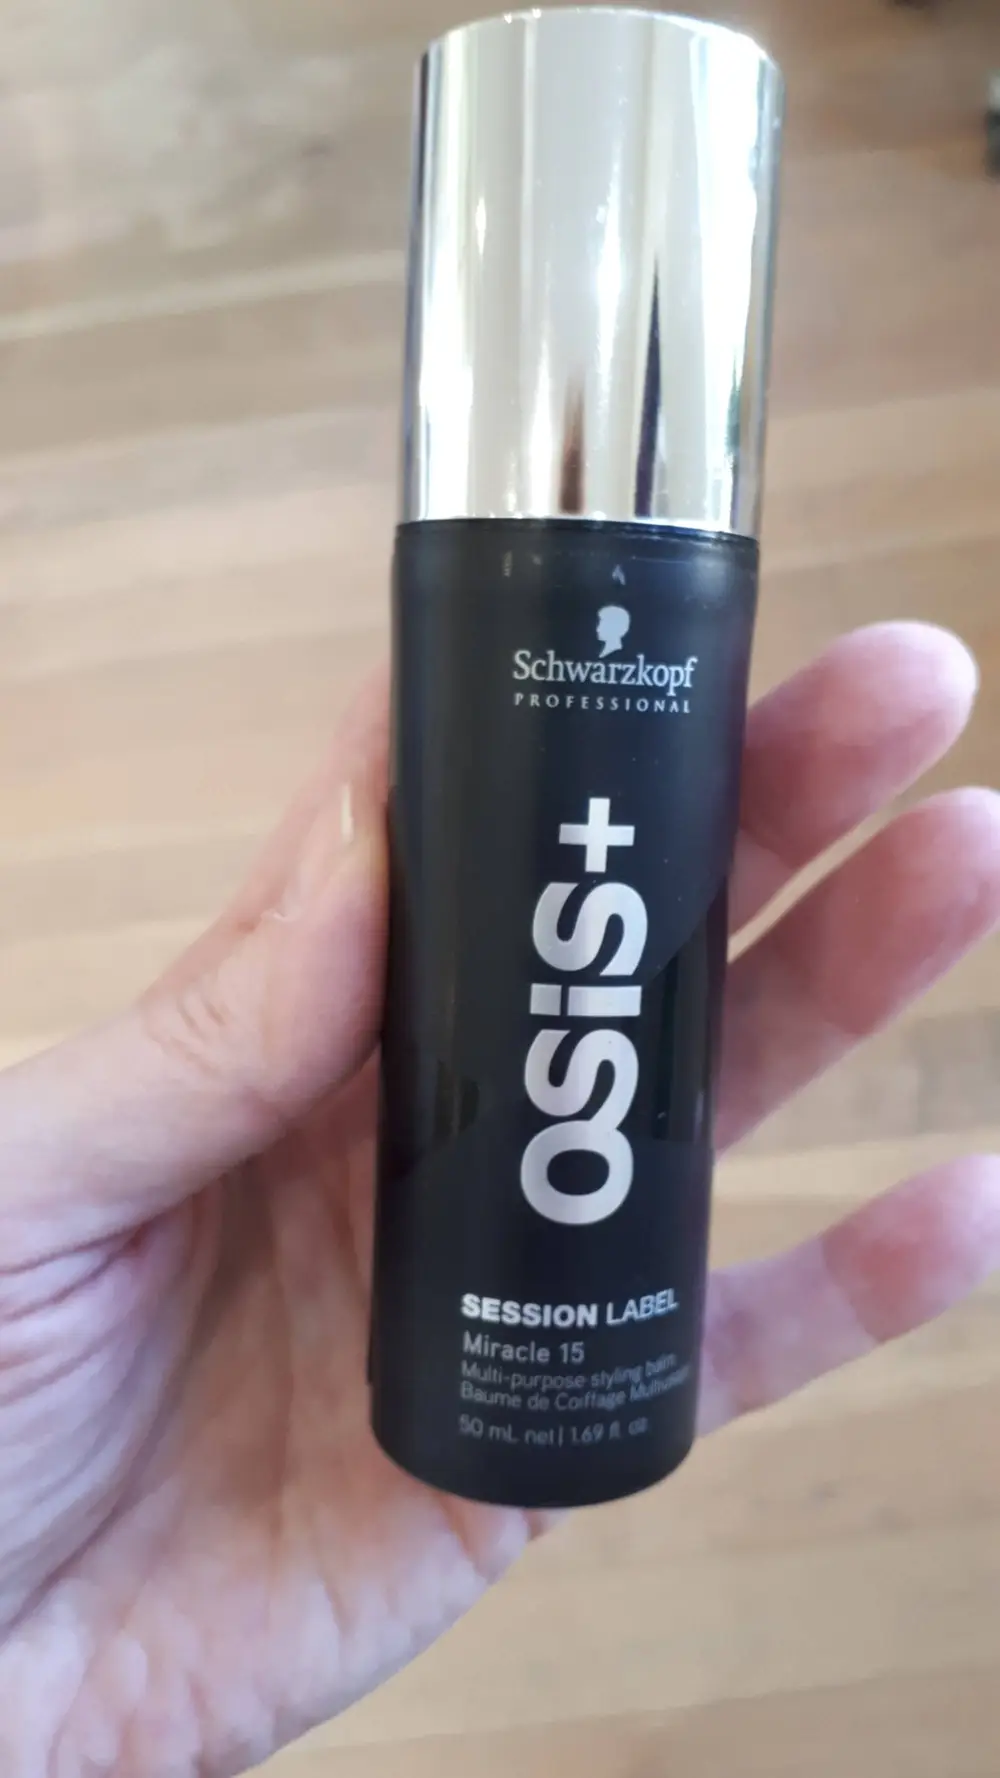 Schwarzkopf
PROFESSIONAL
OSiS+
SESSION LABEL
Miracle 15
Multi-purpose styling balm
Baume de Coiffage
50 mL net | 1.69 fl. oz.